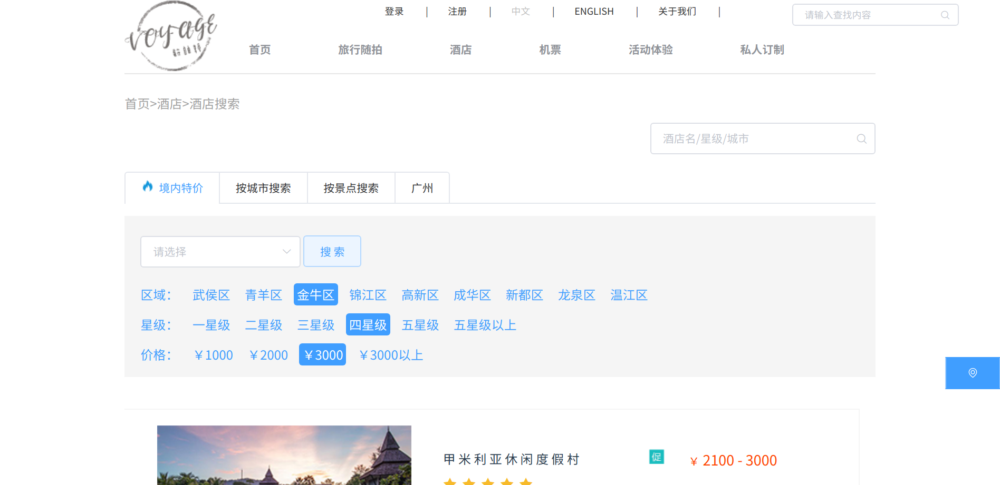 voyage
登录 | 注册 | 中文 | ENGLISH | 关于我们 |
请输入查找内容
首页 旅行随拍 酒店 机票 活动体验 私人订制
首页>酒店>酒店搜索
酒店名/星级/城市
境内特价 按城市搜索 按景点搜索 广州
请选择 搜 索
区域： 武侯区 青羊区 金牛区 锦江区 高新区 成华区 新都区 龙泉区 温江区
星级： 一星级 二星级 三星级 四星级 五星级 五星级以上
价格： ￥1000 ￥2000 ￥3000 ￥3000以上
甲米利亚休闲度假村 促 ￥ 2100 - 3000